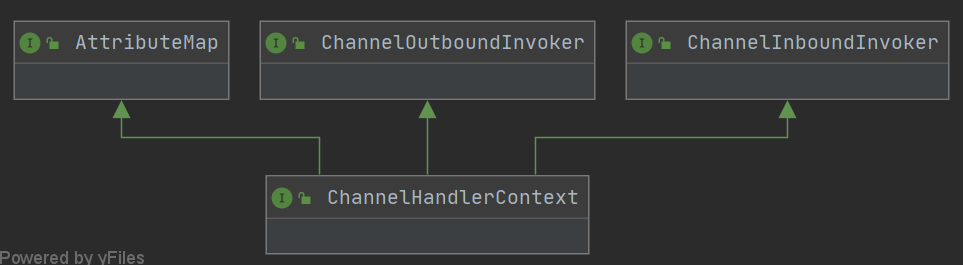 I AttributeMap
I ChannelOutboundInvoker
I ChannelInboundInvoker
I ChannelHandlerContext
Powered by yFiles